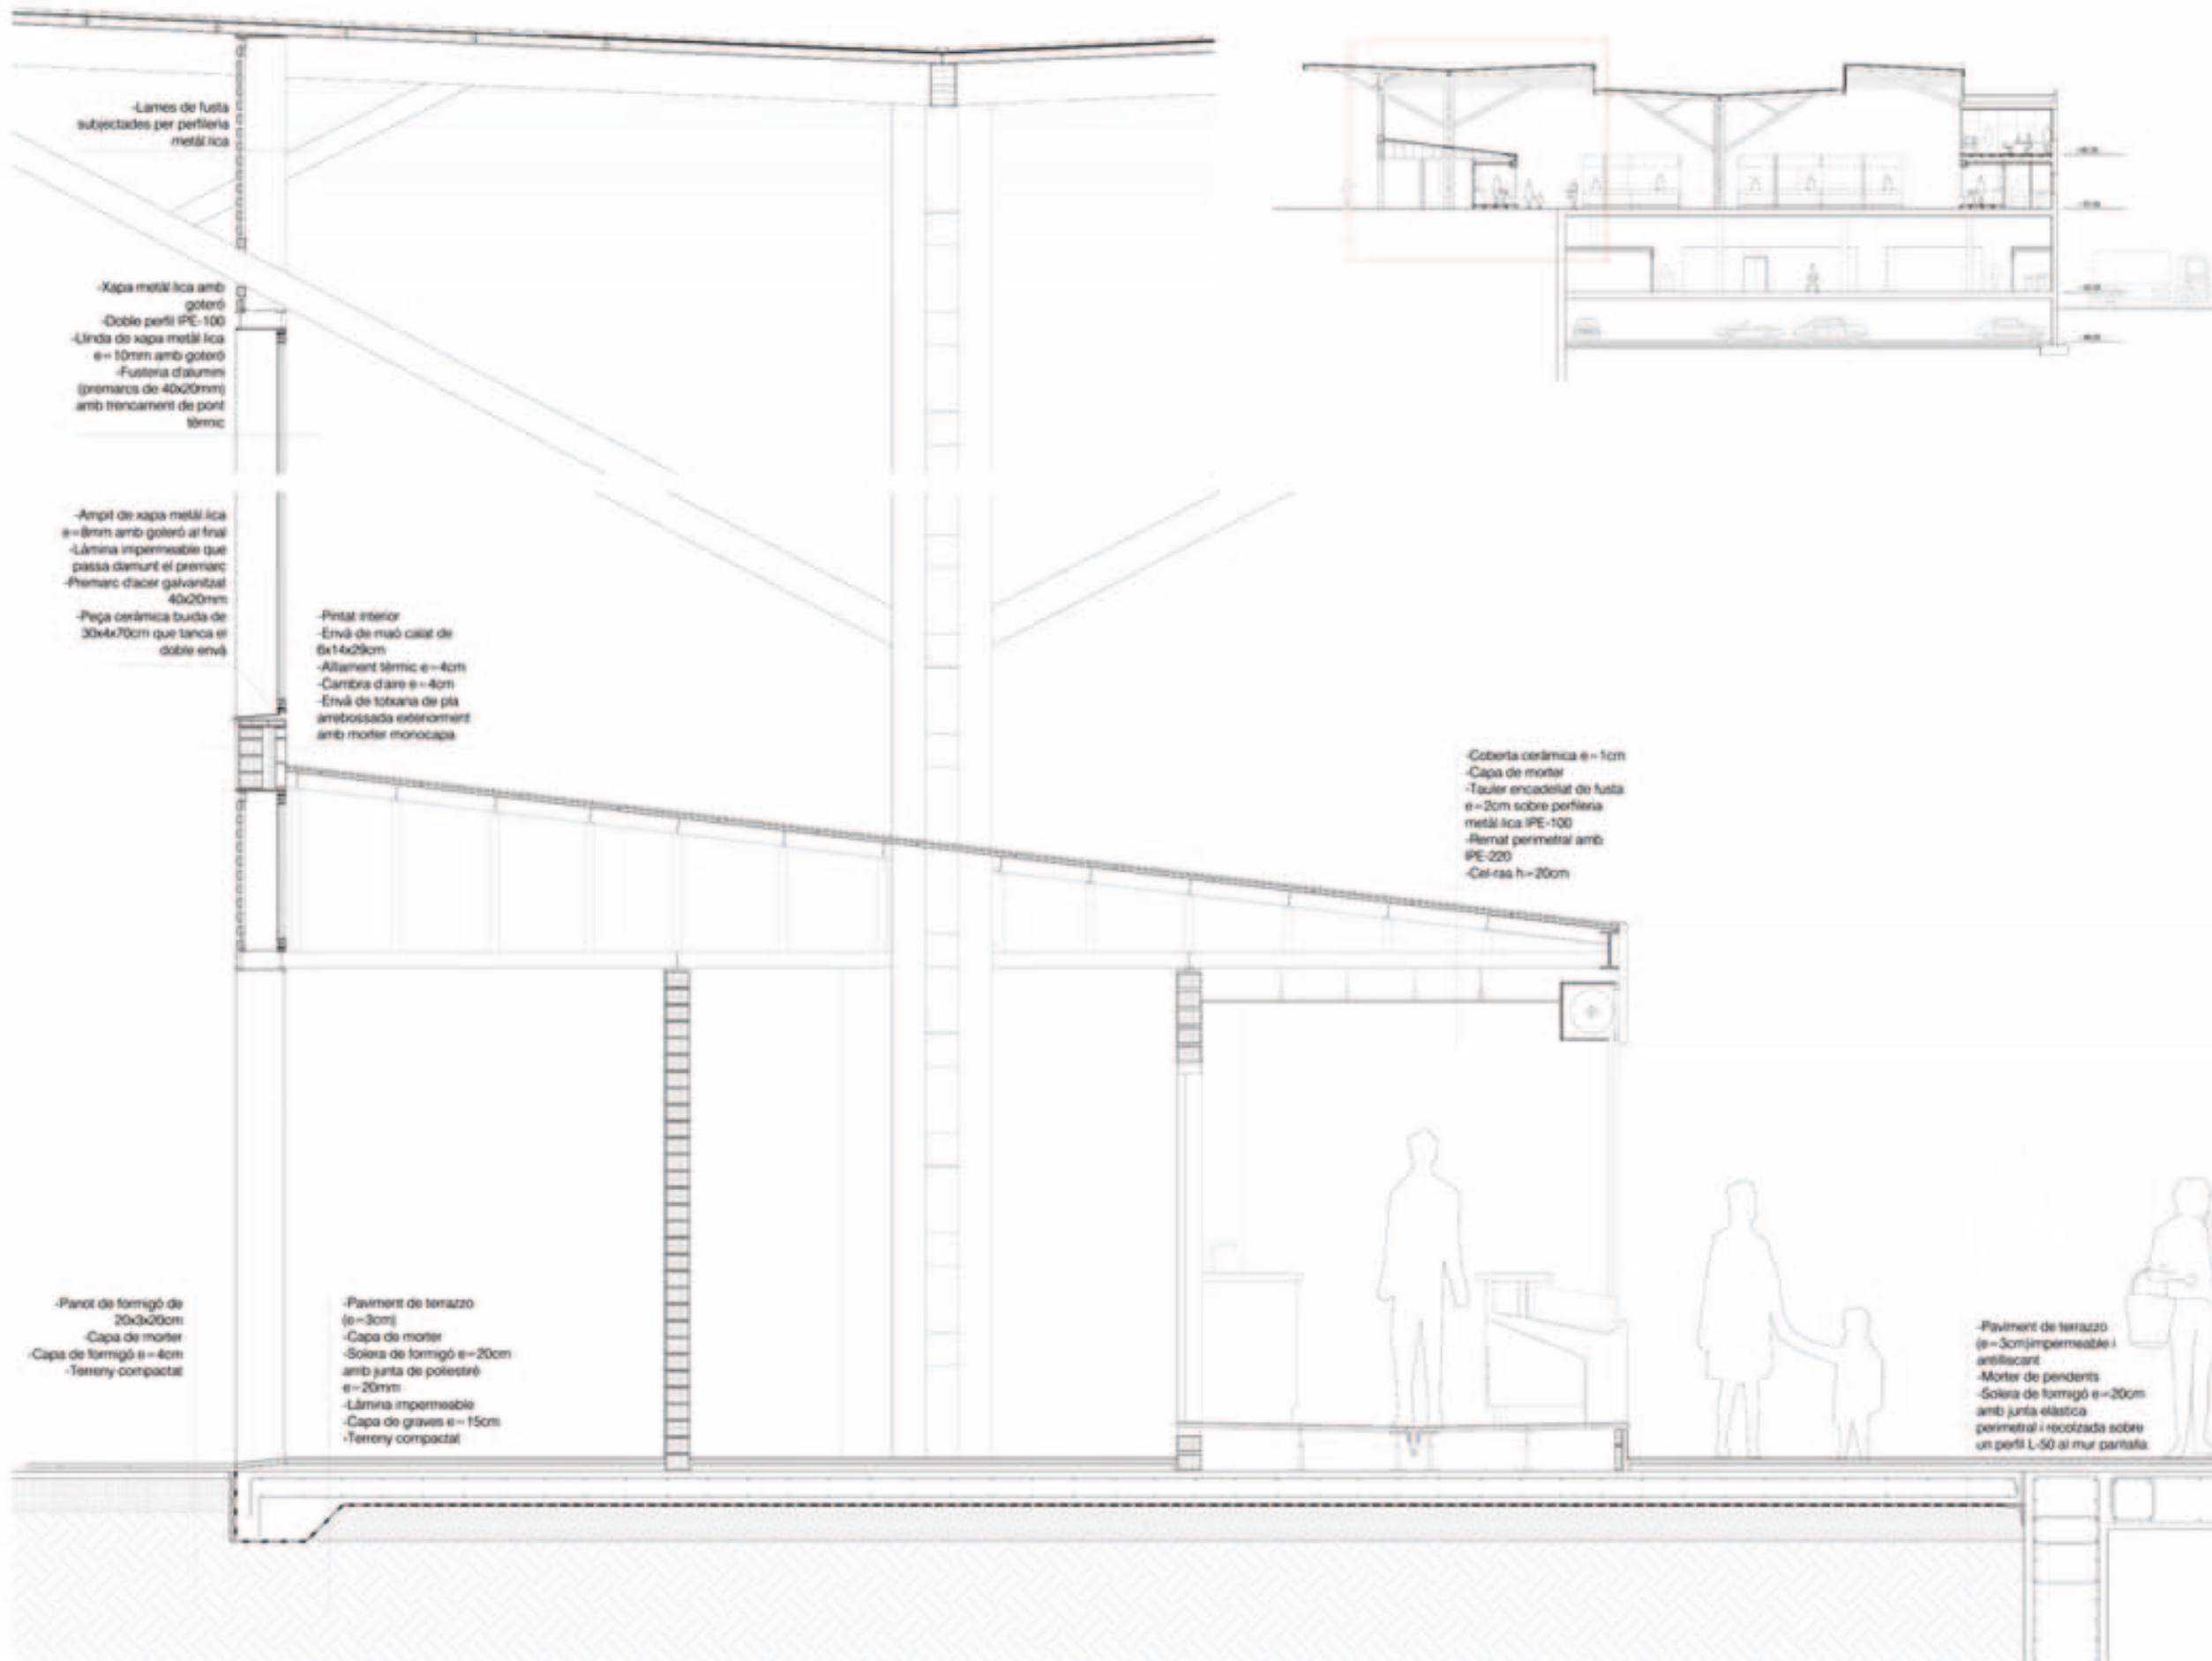 -Lames de fusta
subjectades per perfileria
metàl.lica
-Xapa metàl.lica amb
goteró
-Doble perfil IPE-100
-Llinda de xapa metàl.lica
e=10mm amb goteró
-Fusteria d'alumini
(premarcs de 40x20mm)
amb trencament de pont
tèrmic
-Ampit de xapa metàl.lica
e=8mm amb goteró al final
-Làmina impermeable que
passa damunt el premarc
-Premarc d'acer galvanitzat
40x20mm
-Peça ceràmica buida de
30x4x70cm que tanca el
doble envà
-Pintat interior
-Envà de maó calat de
6x14x29cm
-Aïllament tèrmic e=4cm
-Cambra d'aire e=4cm
-Envà de totxana de pla
arrebossada exteriorment
amb morter monocapa
-Coberta ceràmica e=1cm
-Capa de morter
-Tauler encadellat de fusta
e=2cm sobre perfileria
metàl.lica IPE-100
-Remat perimetral amb
IPE-220
-Cel-ras h=20cm
-Panot de formigó de
20x3x20cm
-Capa de morter
-Capa de formigó e=4cm
-Terreny compactat
-Paviment de terrazzo
(e=3cm)
-Capa de morter
-Solera de formigó e=20cm
amb junta de poliestirè
e=20mm
-Làmina impermeable
-Capa de graves e=15cm
-Terreny compactat
-Paviment de terrazzo
(e=3cm)impermeable i
antilliscant
-Morter de pendents
-Solera de formigó e=20cm
amb junta elàstica
perimetral i recolzada sobre
un perfil L-50 al mur pantalla